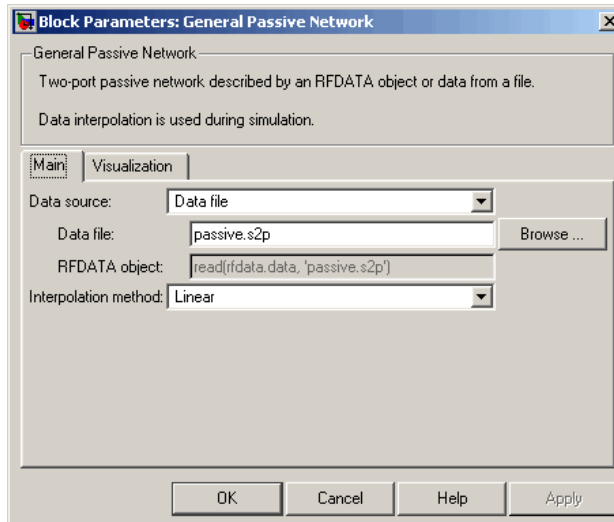 Block Parameters: General Passive Network
General Passive Network
Two-port passive network described by an RFDATA object or data from a file.
Data interpolation is used during simulation.
Main Visualization
Data source: Data file
Data file: passive.s2p Browse ...
RFDATA object: read(rfdata.data, 'passive.s2p')
Interpolation method: Linear
OK Cancel Help Apply